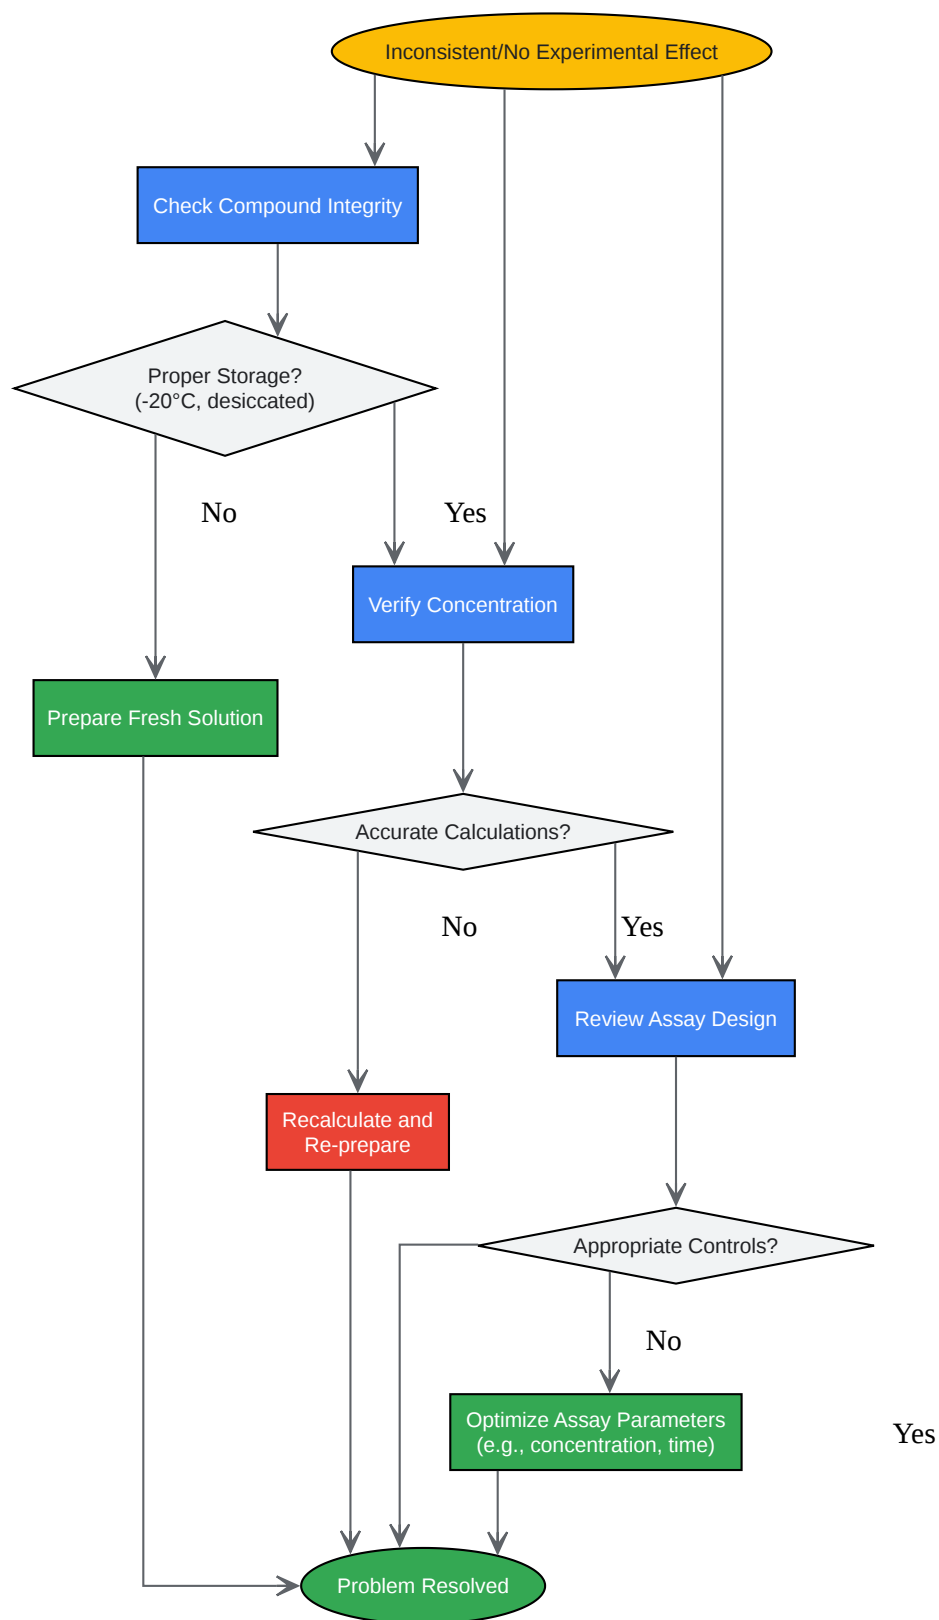 Inconsistent/No Experimental Effect
Check Compound Integrity
Proper Storage?
(-20°C, desiccated)
No
Yes
Verify Concentration
Prepare Fresh Solution
Accurate Calculations?
No
Yes
Review Assay Design
Recalculate and
Re-prepare
Appropriate Controls?
No
Optimize Assay Parameters
(e.g., concentration, time)
Yes
Problem Resolved